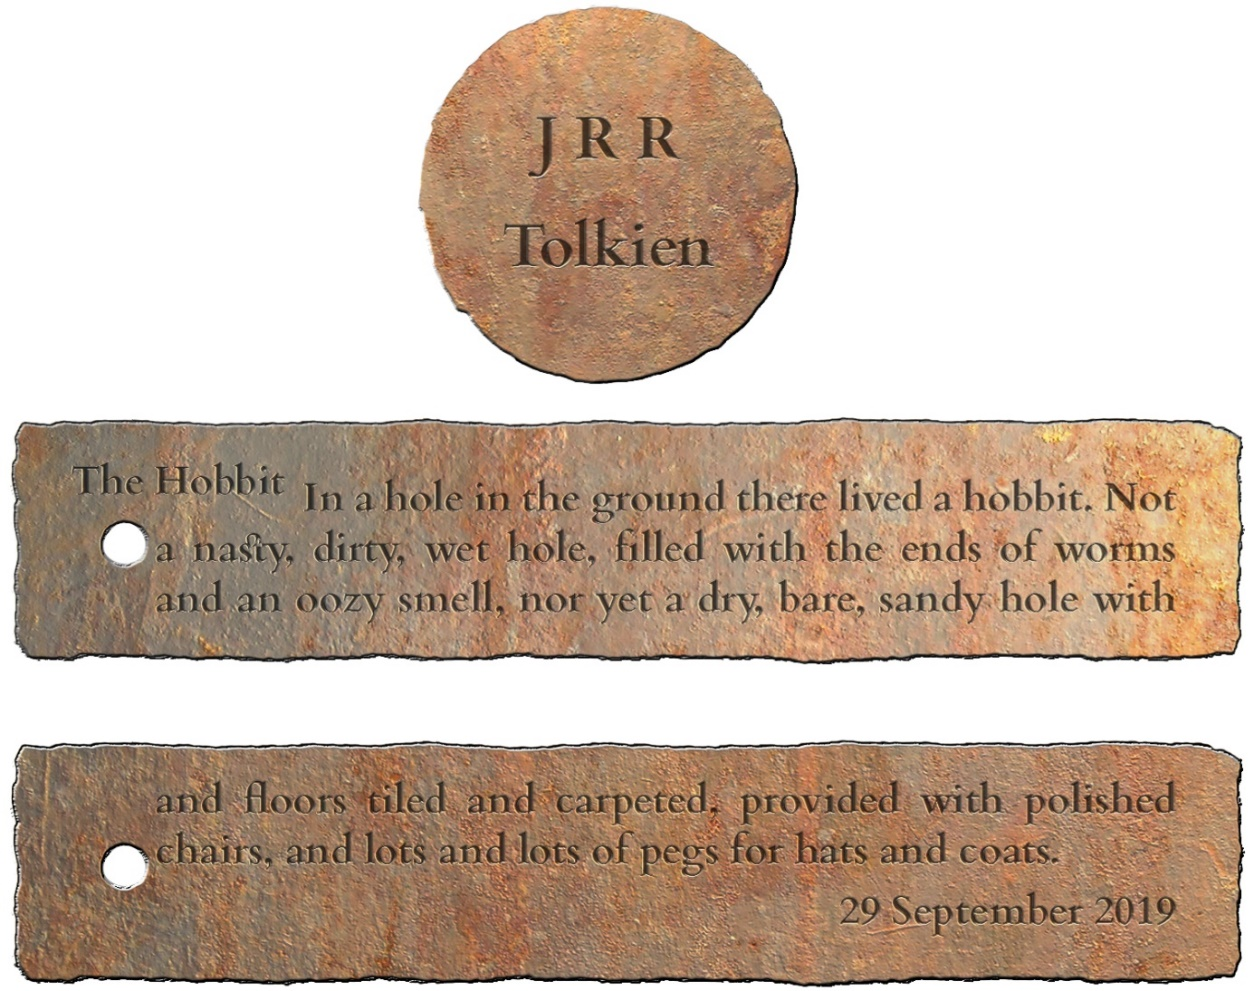 J R R
Tolkien
The Hobbit
In a hole in the ground there lived a hobbit. Not
a nasty, dirty, wet hole, filled with the ends of worms
and an oozy smell, nor yet a dry, bare, sandy hole with
and floors tiled and carpeted, provided with polished
chairs, and lots and lots of pegs for hats and coats.
29 September 2019